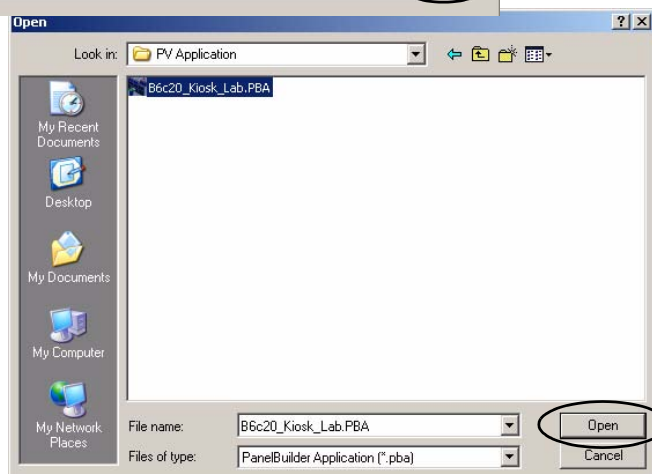 Open
Look in:
PV Application
B6c20_Kiosk_Lab.PBA
My Recent
Documents
Desktop
My Documents
My Computer
My Network
Places
File name:
B6c20_Kiosk_Lab.PBA
Open
Files of type:
PanelBuilder Application (*.pba)
Cancel